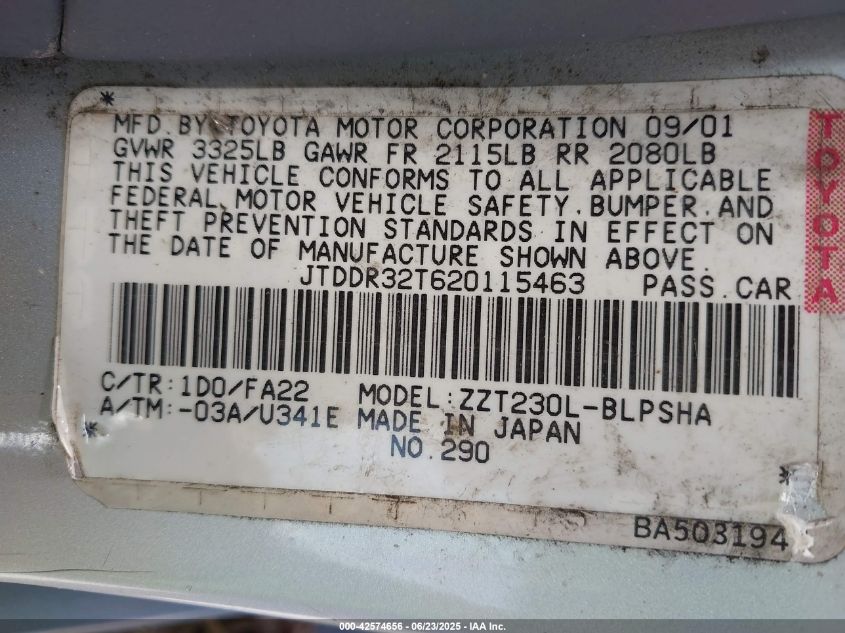 MFD.BY TOYOTA MOTOR CORPORATION 09/01
GVWR 3325LB GAWR FR 2115LB RR 2080LB
THIS VEHICLE CONFORMS TO ALL APPLICABLE
FEDERAL MOTOR VEHICLE SAFETY, BUMPER, AND
THEFT PREVENTION STANDARDS IN EFFECT ON
THE DATE OF MANUFACTURE SHOWN ABOVE.
JTDDR32T620115463 PASS.CAR
C/TR:1D0/FA22 MODEL:ZZT230L-BLPSHA
A/TM:-03A/U341E MADE IN JAPAN
NO.290
BA503194
TOYOTA
000-42574656 - 06/23/2025 - IAA Inc.